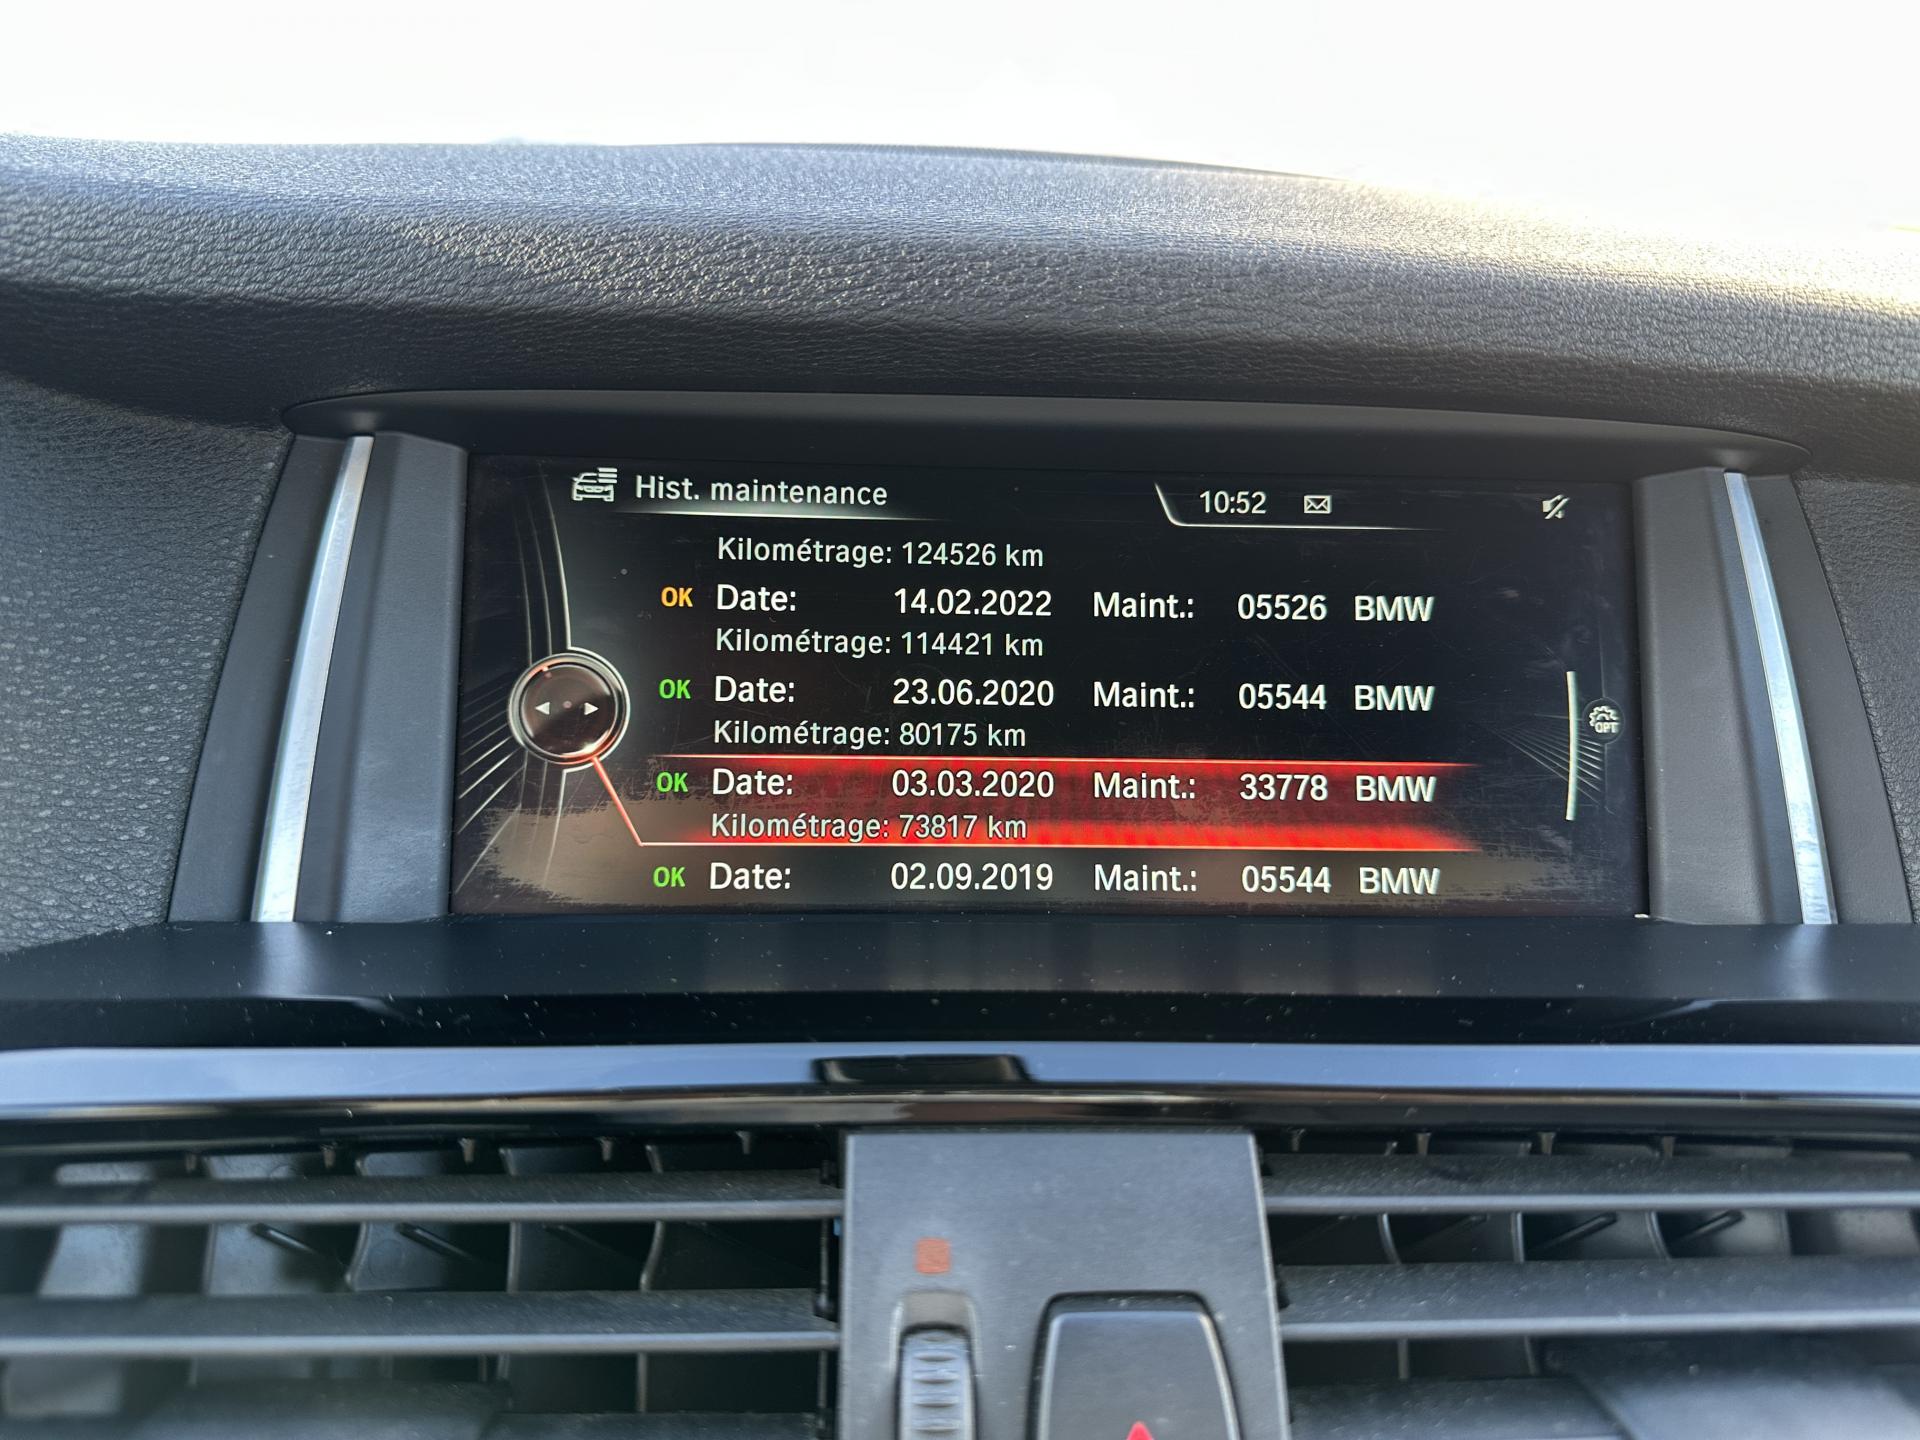 Hist. maintenance 10:52
Kilométrage: 124526 km
OK Date: 14.02.2022 Maint.: 05526 BMW
Kilométrage: 114421 km
OK Date: 23.06.2020 Maint.: 05544 BMW
Kilométrage: 80175 km
OPT
OK Date: 03.03.2020 Maint.: 33778 BMW
Kilométrage: 73817 km
OK Date: 02.09.2019 Maint.: 05544 BMW